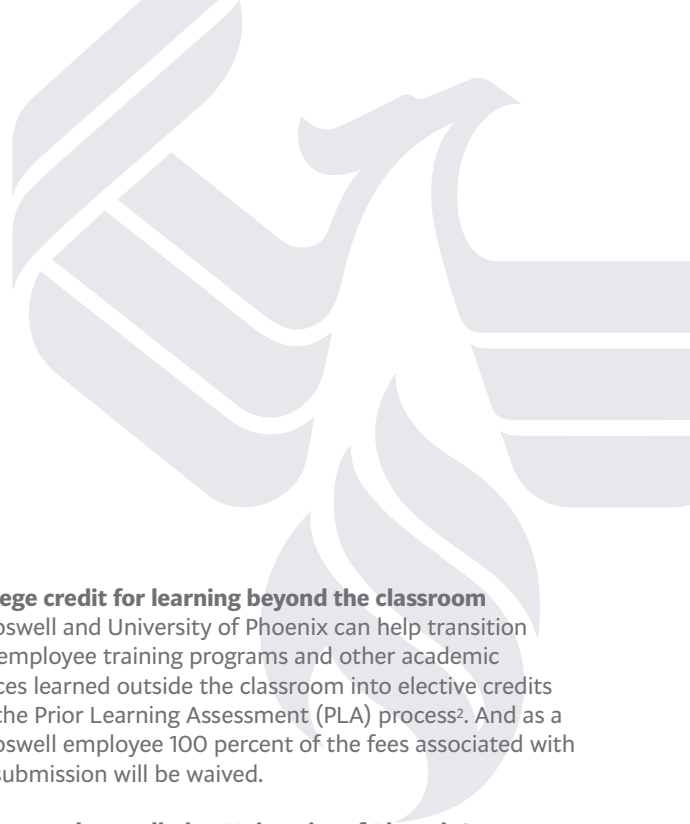 ege credit for learning beyond the classroom
oswell and University of Phoenix can help transition
employee training programs and other academic
ces learned outside the classroom into elective credits
the Prior Learning Assessment (PLA) process². And as a
oswell employee 100 percent of the fees associated with
submission will be waived.